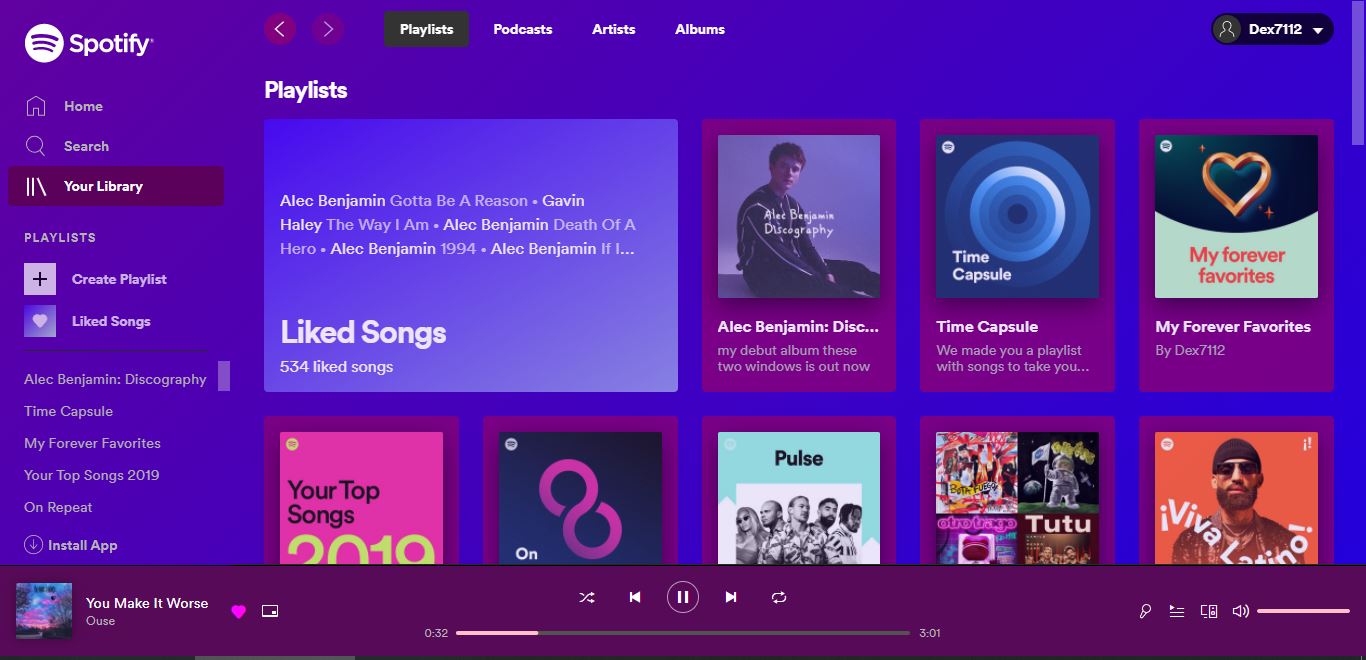 Spotify
Home
Search
Your Library
PLAYLISTS
Create Playlist
Liked Songs
Alec Benjamin: Discography
Time Capsule
My Forever Favorites
Your Top Songs 2019
On Repeat
Install App
Playlists
Podcasts
Artists
Albums
Dex7112
Playlists
Alec Benjamin Gotta Be A Reason • Gavin
Haley The Way I Am • Alec Benjamin Death Of A
Hero • Alec Benjamin 1994 • Alec Benjamin If I...
Liked Songs
534 liked songs
Alec Benjamin
Discography
Alec Benjamin: Disc...
my debut album these
two windows is out now
Time
Capsule
Time Capsule
We made you a playlist
with songs to take you...
My forever
favorites
My Forever Favorites
By Dex7112
Your Top
Songs
2019
On
Pulse
otro trago
Tutu
¡!
¡Viva Latino!
You Make It Worse
Ouse
0:32
3:01